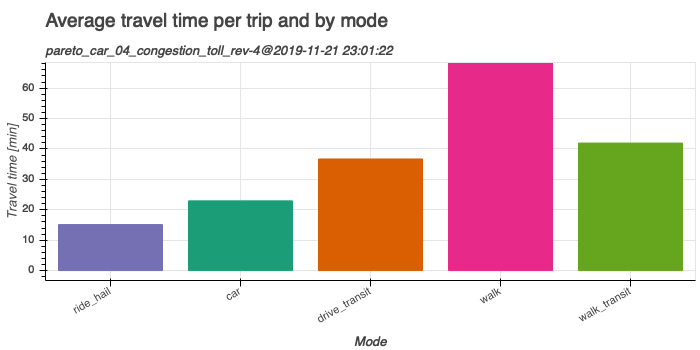 Average travel time per trip and by mode
pareto_car_04_congestion_toll_rev-4@2019-11-21 23:01:22
Travel time [min]
60
50
40
30
20
10
0
ride_hail
car
drive_transit
walk
walk_transit
Mode